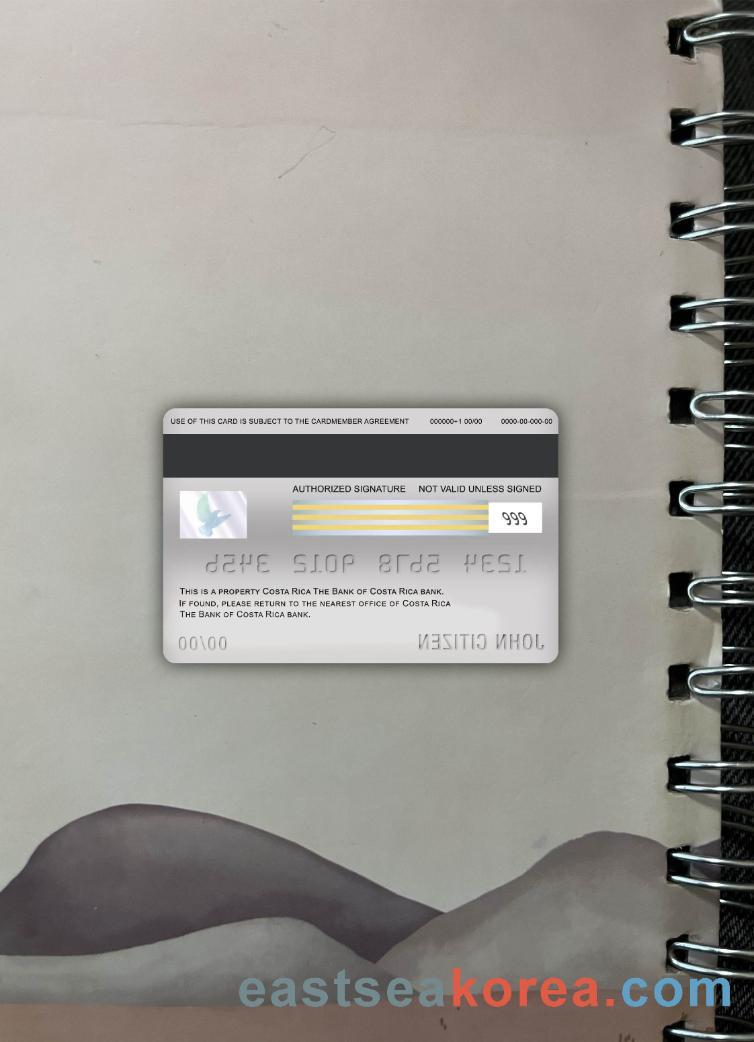 USE OF THIS CARD IS SUBJECT TO THE CARDMEMBER AGREEMENT 000000+1 00/00 0000-00-000-00
AUTHORIZED SIGNATURE NOT VALID UNLESS SIGNED
999
1234 5678 9012 3456
THIS IS A PROPERTY COSTA RICA THE BANK OF COSTA RICA BANK.
IF FOUND, PLEASE RETURN TO THE NEAREST OFFICE OF COSTA RICA
THE BANK OF COSTA RICA BANK.
00/00 JOHN CITIZEN
eastseakorea.com